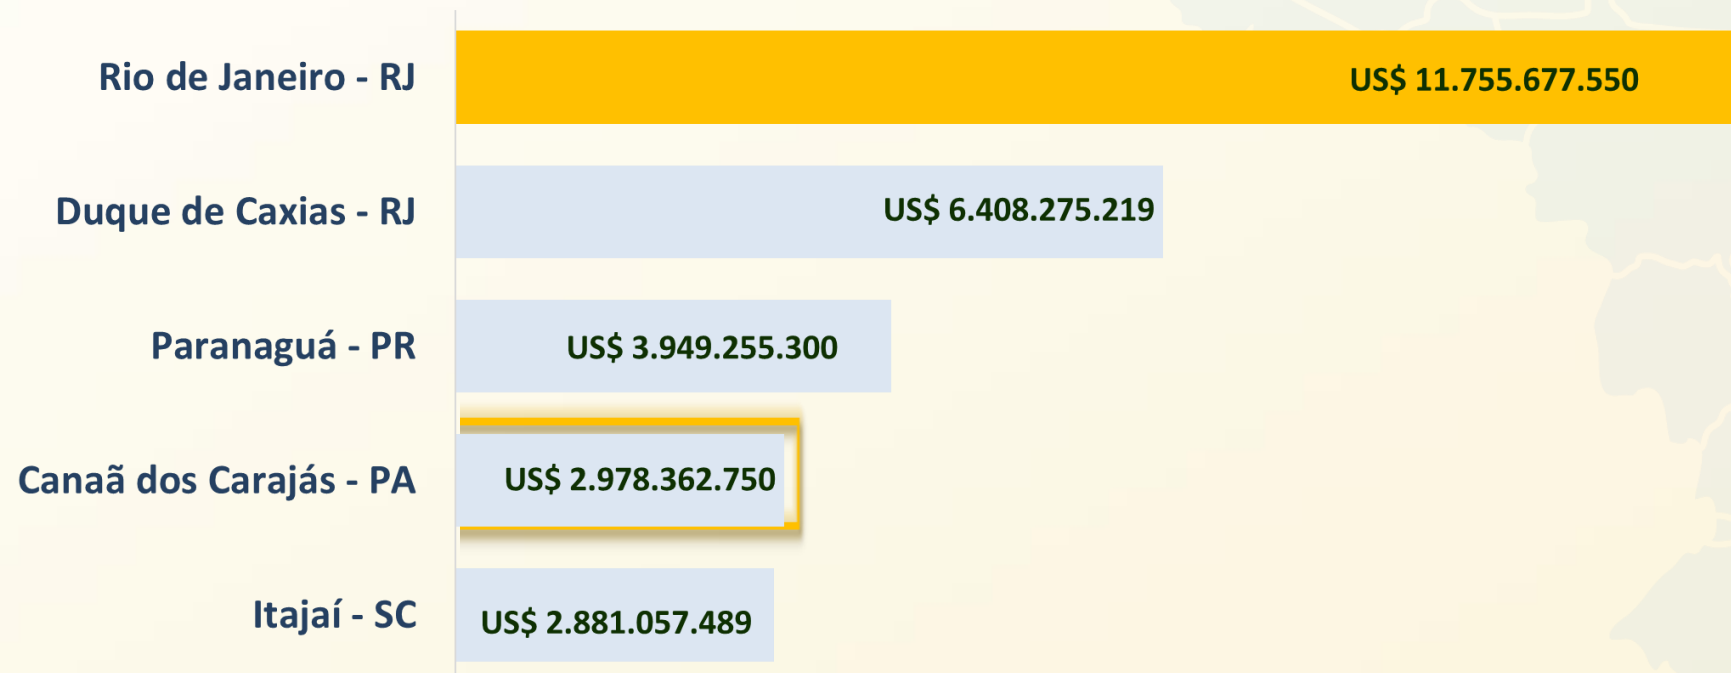 Rio de Janeiro - RJ US$ 11.755.677.550
Duque de Caxias - RJ US$ 6.408.275.219
Paranaguá - PR US$ 3.949.255.300
Canaã dos Carajás - PA US$ 2.978.362.750
Itajaí - SC US$ 2.881.057.489